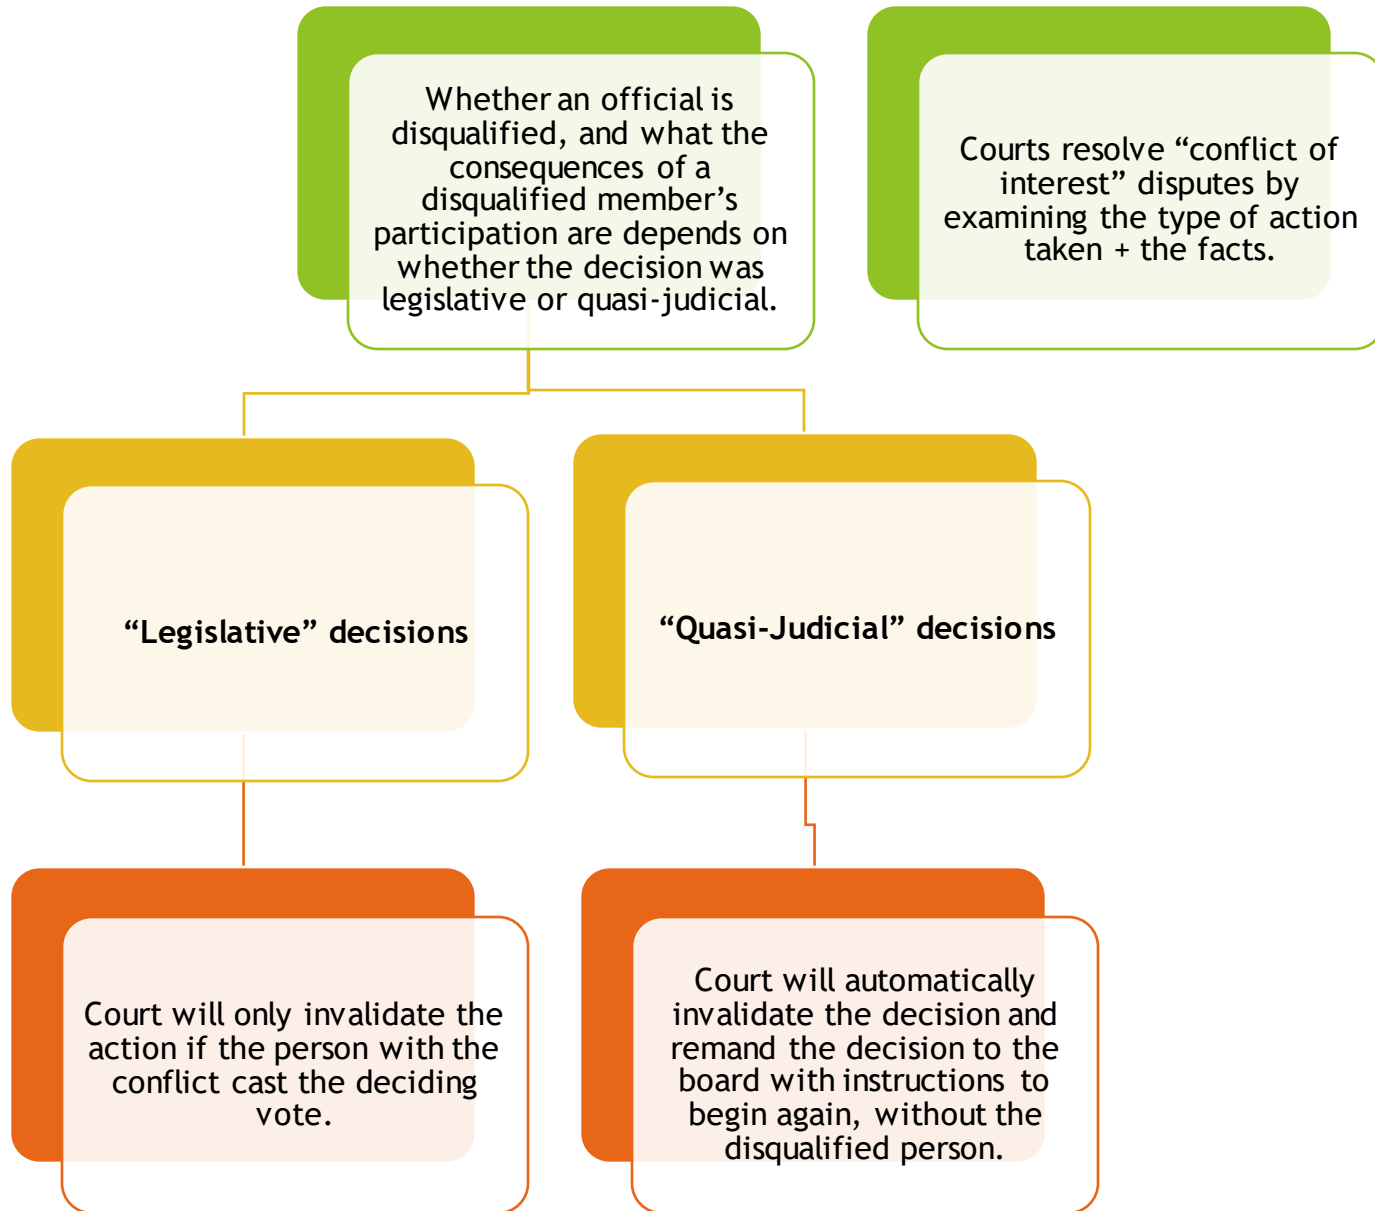 Whether an official is
disqualified, and what the
consequences of a
disqualified member’s
participation are depends on
whether the decision was
legislative or quasi-judicial.
Courts resolve “conflict of
interest” disputes by
examining the type of action
taken + the facts.
“Legislative” decisions
“Quasi-Judicial” decisions
Court will only invalidate the
action if the person with the
conflict cast the deciding
vote.
Court will automatically
invalidate the decision and
remand the decision to the
board with instructions to
begin again, without the
disqualified person.